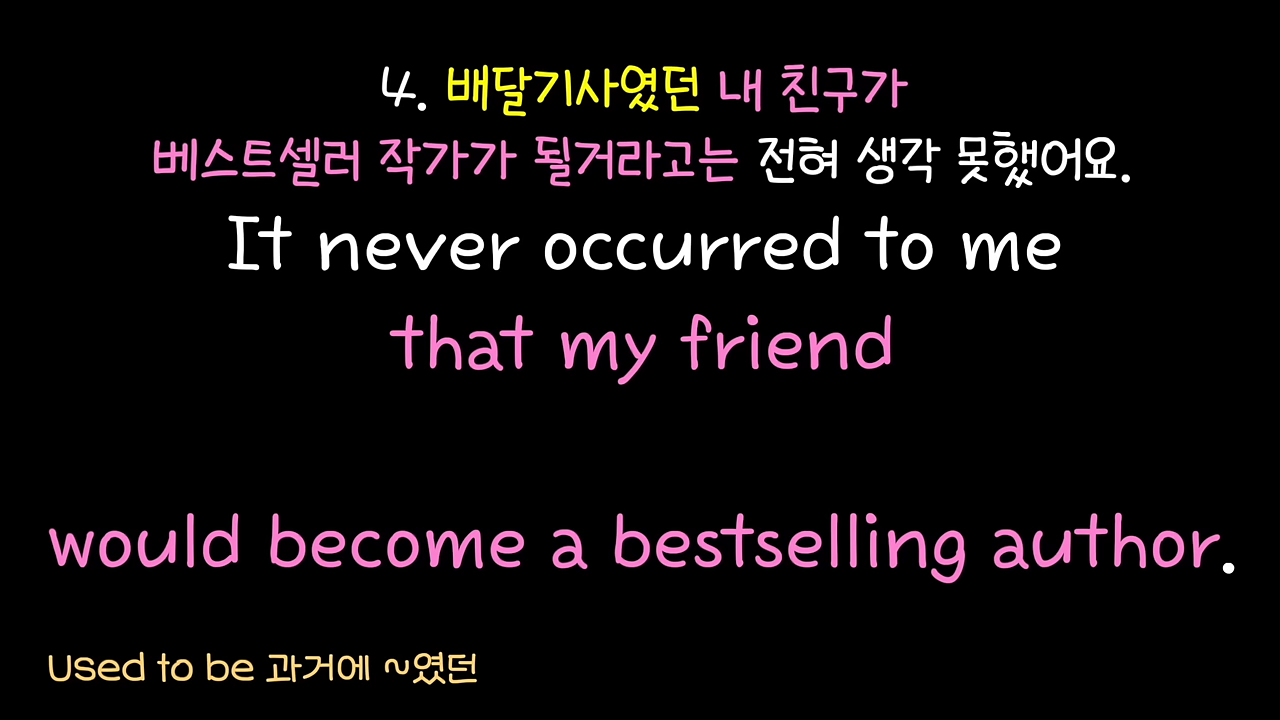 4. 배달기사였던 내 친구가
베스트셀러 작가가 될거라고는 전혀 생각 못했어요.
It never occurred to me
that my friend
would become a bestselling author.
Used to be 과거에 ~였던